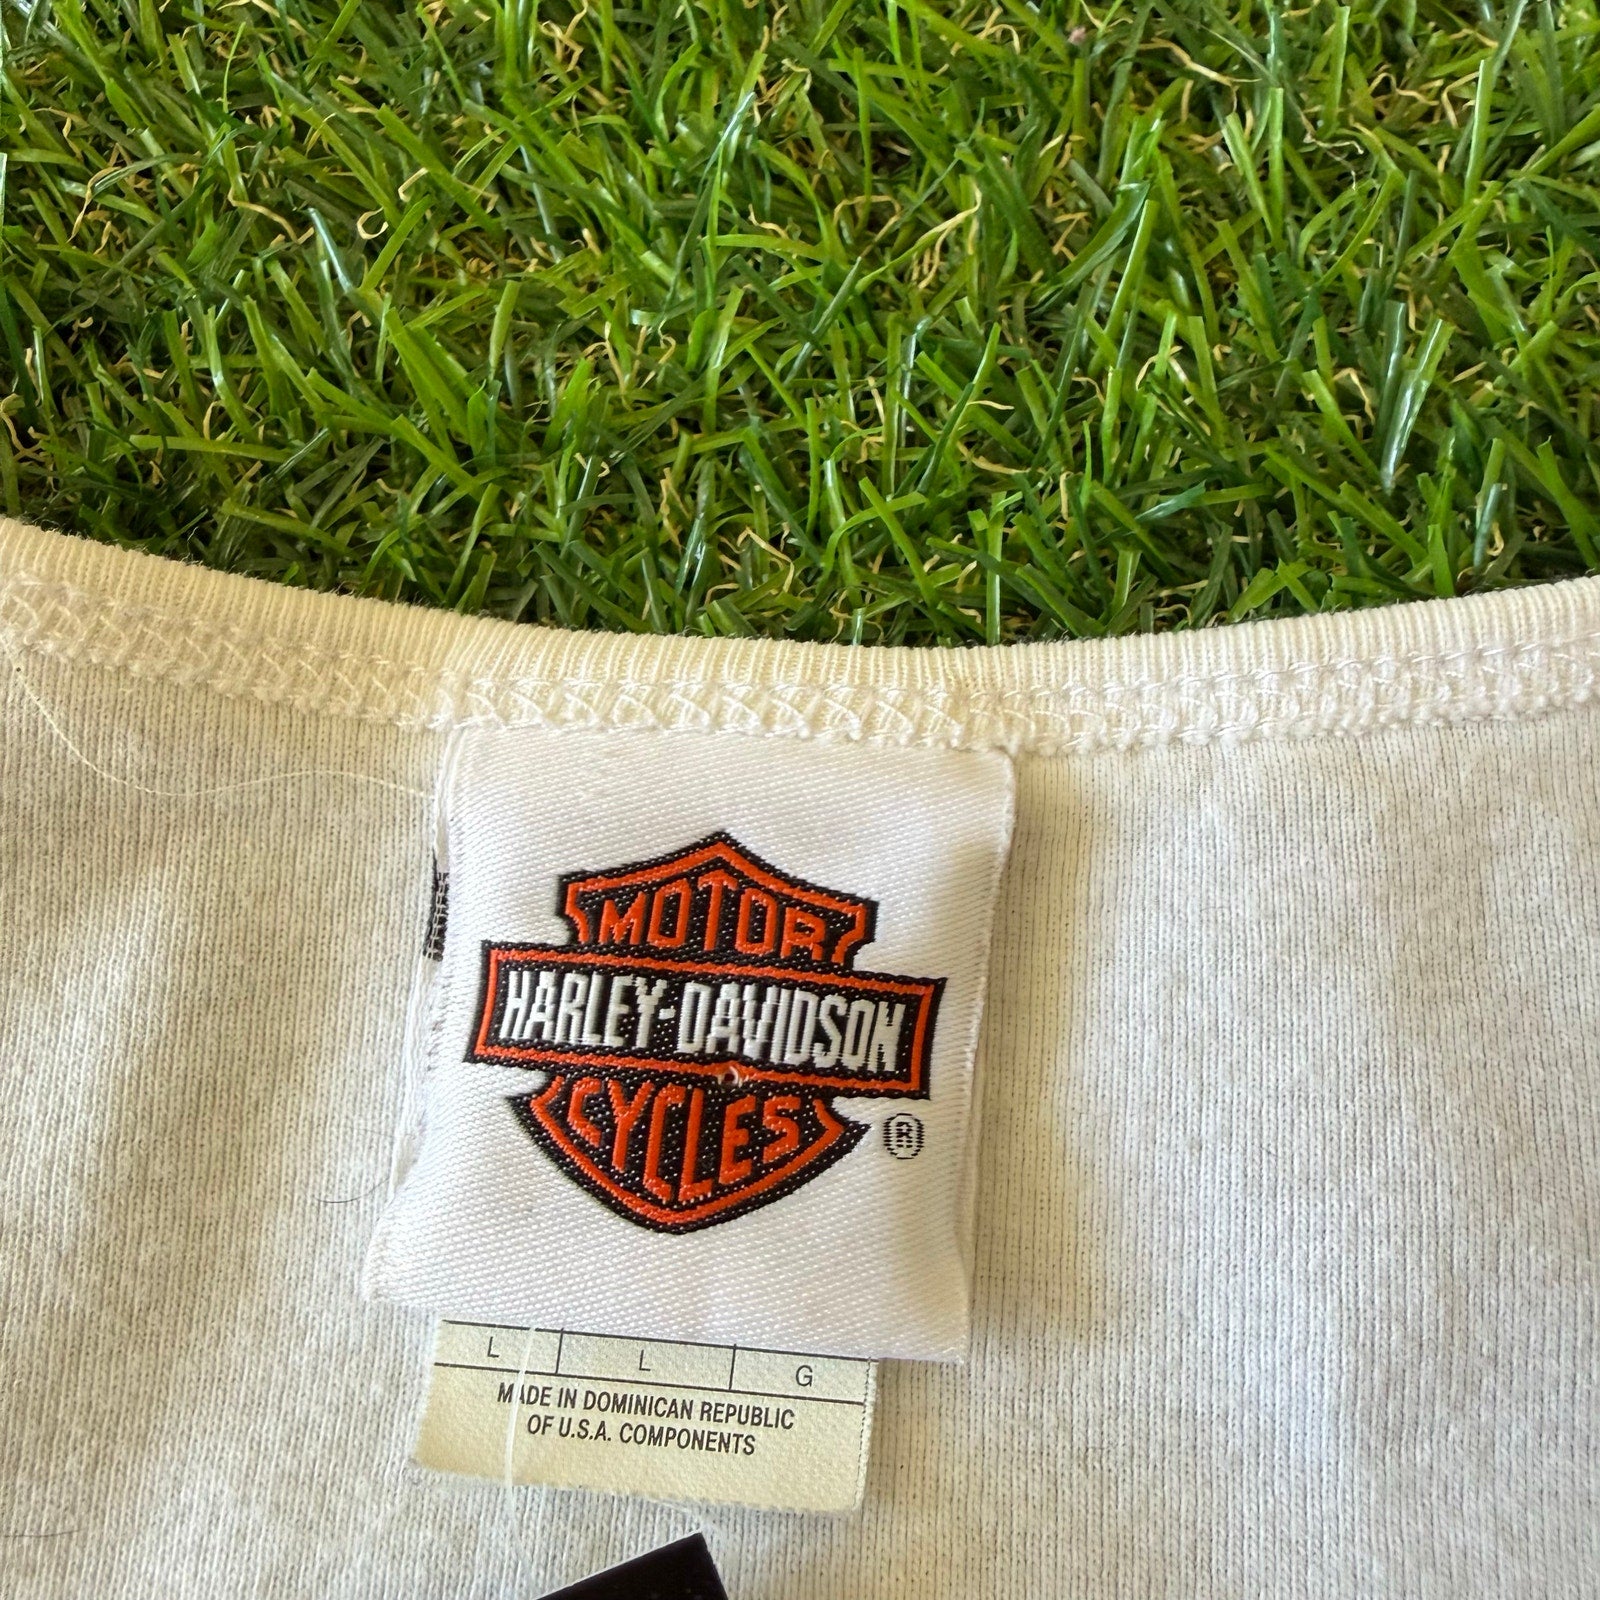 MOTOR
HARLEY-DAVIDSON
CYCLES
®
L L G
MADE IN DOMINICAN REPUBLIC
OF U.S.A. COMPONENTS